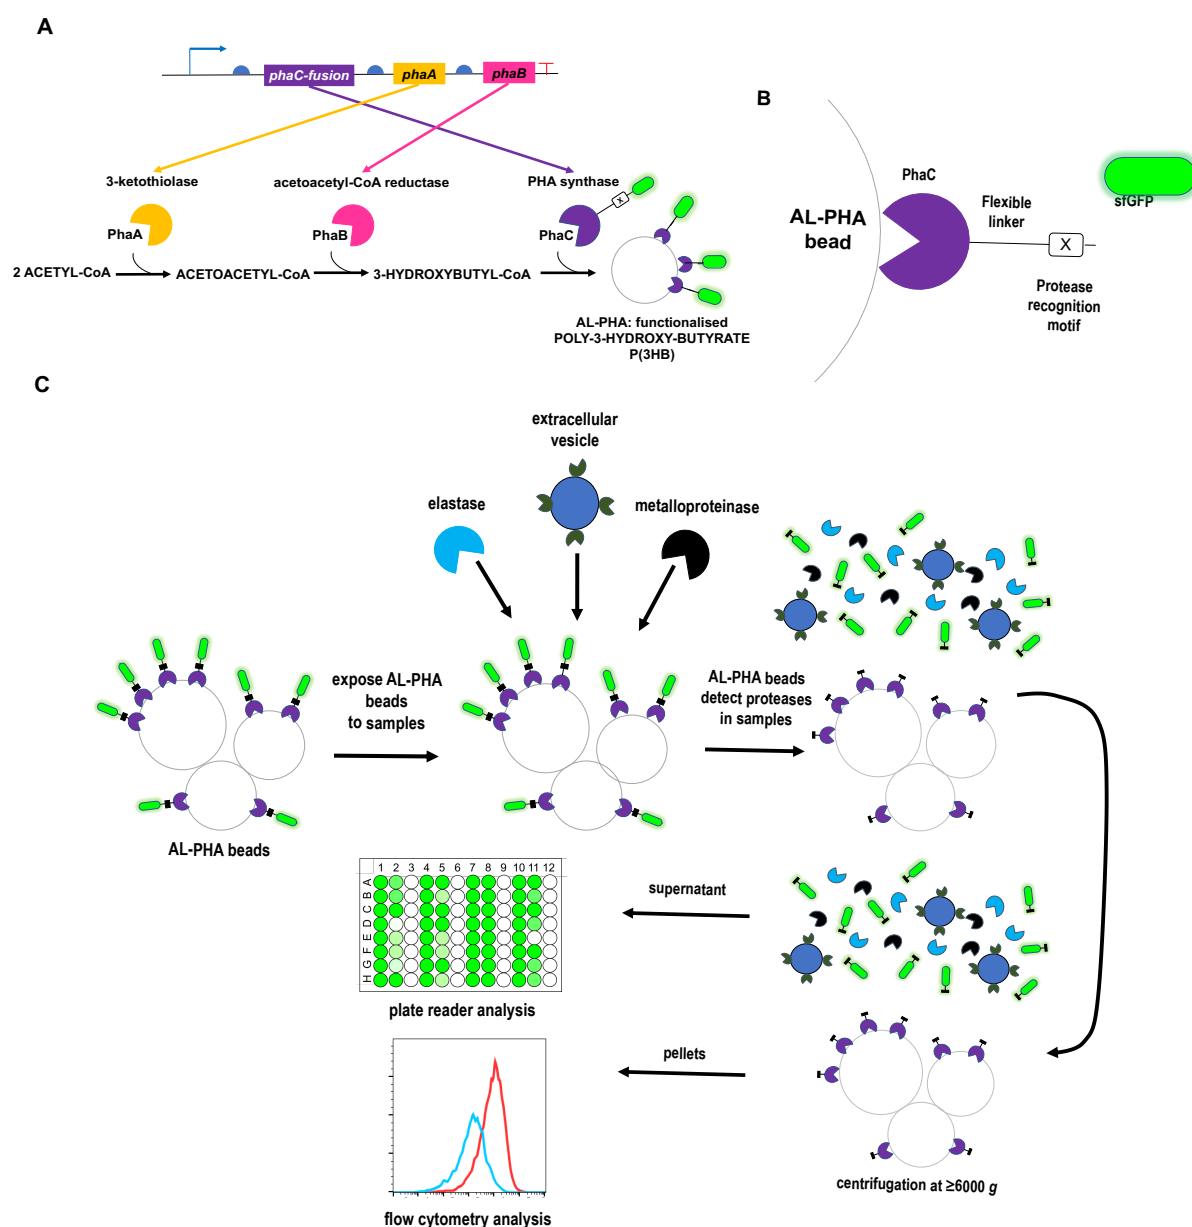 A
phaC-fusion
phaA
phaB
3-ketothiolase
acetoacetyl-CoA reductase
PHA synthase
X
PhaA
PhaB
PhaC
2 ACETYL-CoA
ACETOACETYL-CoA
3-HYDROXYBUTYL-CoA
AL-PHA: functionalised
POLY-3-HYDROXY-BUTYRATE
P(3HB)
B
PhaC
sfGFP
Flexible
linker
AL-PHA
bead
X
Protease
recognition
motif
C
extracellular
vesicle
elastase
metalloproteinase
expose AL-PHA
beads
to samples
AL-PHA beads
detect proteases
in samples
AL-PHA beads
1 2 3 4 5 6 7 8 9 10 11 12
A
B
C
D
E
F
G
H
plate reader analysis
supernatant
pellets
centrifugation at ≥6000 g
flow cytometry analysis